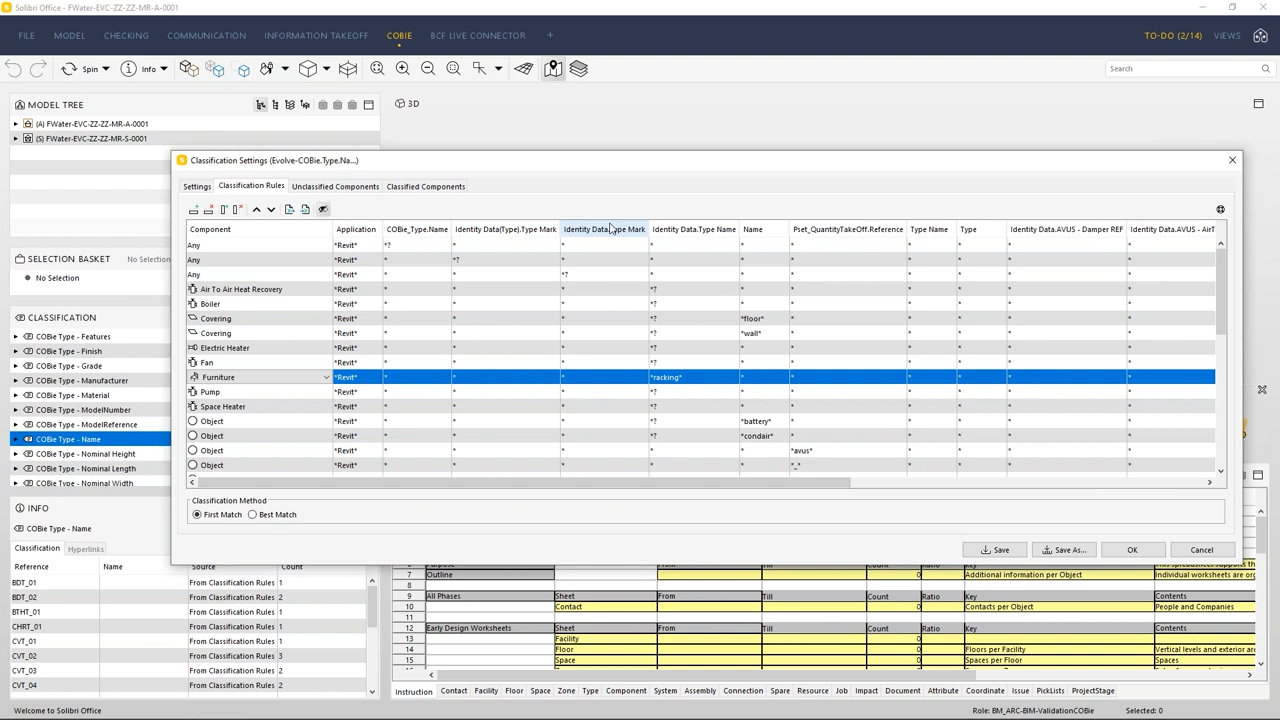 Solibri Office - FWater-EVC-ZZ-ZZ-MR-A-0001
FILE MODEL CHECKING COMMUNICATION INFORMATION TAKEOFF COBIE BCF LIVE CONNECTOR + TO-DO (2/14) VIEWS
Spin Info Search
MODEL TREE
(A) FWater-EVC-ZZ-ZZ-MR-A-0001
(S) FWater-EVC-ZZ-ZZ-MR-S-0001
3D
SELECTION BASKET No Selection
No Selection
CLASSIFICATION
COBie Type - Features
COBie Type - Finish
COBie Type - Grade
COBie Type - Manufacturer
COBie Type - Material
COBie Type - ModelNumber
COBie Type - ModelReference
COBie Type - Name
COBie Type - Nominal Height
COBie Type - Nominal Length
COBie Type - Nominal Width
INFO
COBie Type - Name
Classification Hyperlinks
Reference Name Source Count
BDT_01 From Classification Rules 1
BDT_02 From Classification Rules 2
BTHT_01 From Classification Rules 1
CHRT_01 From Classification Rules 1
CVT_01 From Classification Rules 1
CVT_02 From Classification Rules 3
CVT_03 From Classification Rules 2
CVT_04 From Classification Rules 2
Classification Settings (Evolve-COBie.Type.Na...)
Settings Classification Rules Unclassified Components Classified Components
Component Application COBie_Type.Name Identity Data(Type).Type Mark Identity Data.Type Mark Identity Data.Type Name Name Pset_QuantityTakeOff.Reference Type Name Type Identity Data.AVUS - Damper REF Identity Data.AVUS - AirT
Any *Revit* *? * * * * * * * * *
Any *Revit* * *? * * * * * * * *
Any *Revit* * * *? * * * * * * *
Air To Air Heat Recovery *Revit* * * * *? * * * * * *
Boiler *Revit* * * * *? * * * * * *
Covering *Revit* * * * *? *floor* * * * * *
Covering *Revit* * * * *? *wall* * * * * *
Electric Heater *Revit* * * * *? * * * * * *
Fan *Revit* * * * *? * * * * * *
Furniture *Revit* * * * *racking* * * * * * *
Pump *Revit* * * * *? * * * * * *
Space Heater *Revit* * * * *? * * * * * *
Object *Revit* * * * *? *battery* * * * * *
Object *Revit* * * * *? *condair* * * * * *
Object *Revit* * * * * * *avus* * * * *
Object *Revit* * * * * * *_* * * * *
Classification Method
First Match Best Match
Save Save As... OK Cancel
7 Outline 0 Additional information per Object Individual worksheets are org
8
9 All Phases Sheet From Till Count Ratio Key Contents
10 Contact 0 Contacts per Object People and Companies
11
12 Early Design Worksheets Sheet From Till Count Ratio Key Contents
13 Facility 0
14 Floor 0 Floors per Facility Vertical levels and exterior are
15 Space 0 Spaces per Floor Spaces
Instruction Contact Facility Floor Space Zone Type Component System Assembly Connection Spare Resource Job Impact Document Attribute Coordinate Issue PickLists ProjectStage
Welcome to Solibri Office Role: BM_ARC-BIM-ValidationCOBie Selected: 0